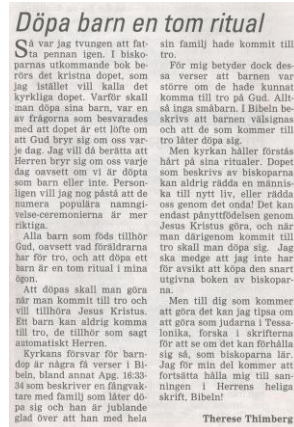 Döpa barn en tom ritual
Så var jag tvungen att fat-
ta pennan igen. I bisko-
parnas utkommande bok be-
rörs det kristna dopet, som
jag istället vill kalla det
kyrkliga dopet. Varför skall
man döpa sina barn, var en
av frågorna som besvarades
med att dopet är ett löfte om
att Gud bryr sig om oss var-
je dag. Jag vill då berätta att
Herren bryr sig om oss varje
dag oavsett om vi är döpta
som barn eller inte. Person-
ligen vill jag nog påstå att de
numera populära namngi-
velse-ceremonierna är mer
riktiga.
Alla barn som föds tillhör
Gud, oavsett vad föräldrarna
har för tro, och att döpa ett
barn är en tom ritual i mina
ögon.
Att döpas skall man göra
när man kommit till tro och
vill tillhöra Jesus Kristus.
Ett barn kan aldrig komma
till tro, de tillhör som sagt
automatiskt Herren.
Kyrkans försvar för barn-
dop är några få verser i Bi-
beln, bland annat Apg. 16:33-
34 som beskriver en fångvak-
tare med familj som låter dö-
pa sig och han är jublande
glad över att han med hela
sin familj hade kommit till
tro.
För mig betyder dock des-
sa verser att barnen var
större om de hade kunnat
komma till tro på Gud. Allt-
så inga småbarn. I Bibeln be-
skrivs att barnen välsignas
och att de som kommer till
tro låter döpa sig.
Men kyrkan håller förstås
hårt på sina ritualer. Dopet
som beskrivs av biskoparna
kan aldrig rädda en männis-
ka till nytt liv, eller rädda
oss genom det onda! Det kan
endast pånyttfödelsen genom
Jesus Kristus göra, och när
man därigenom kommit till
tro skall man döpa sig. Jag
ska medge att jag inte har
för avsikt att köpa den snart
utgivna boken av biskopar-
na.
Men till dig som kommer
att göra det kan jag tipsa om
att göra som judarna i Tessa-
lonika, forska i skrifterna
för att se om det kan förhålla
sig så, som biskoparna lär.
Jag för min del kommer att
fortsätta hålla mig till san-
ningen i Herrens heliga
skrift, Bibeln!
Therese Thimberg